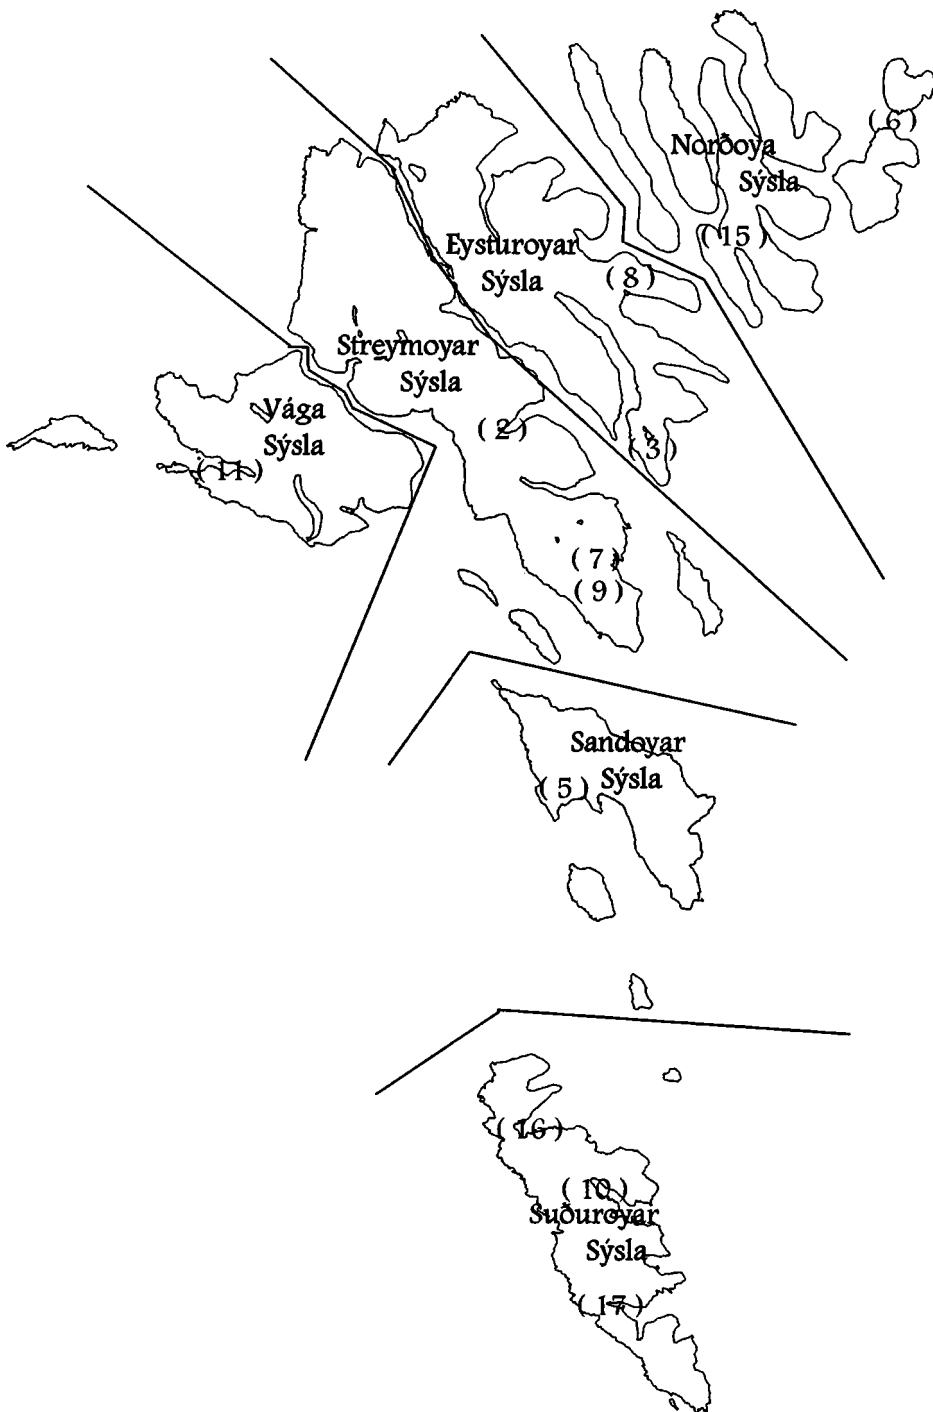 ( 6 )
Norðoya
Sýsla
( 15 )
Eysturoyar
Sýsla
( 8 )
Streymoyar
Sýsla
Vága
Sýsla
( 2 )
( 3 )
( 11 )
( 7 )
( 9 )
Sandoyar
Sýsla
( 5 )
( 16 )
( 10 )
Suðuroyar
Sýsla
( 17 )